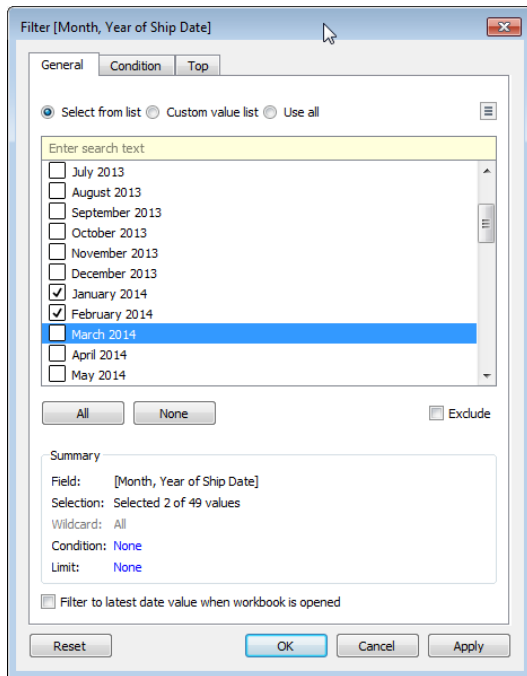 Filter [Month, Year of Ship Date]
General Condition Top
Select from list Custom value list Use all
Enter search text
July 2013
August 2013
September 2013
October 2013
November 2013
December 2013
January 2014
February 2014
March 2014
April 2014
May 2014
All None Exclude
Summary
Field: [Month, Year of Ship Date]
Selection: Selected 2 of 49 values
Wildcard: All
Condition: None
Limit: None
Filter to latest date value when workbook is opened
Reset OK Cancel Apply